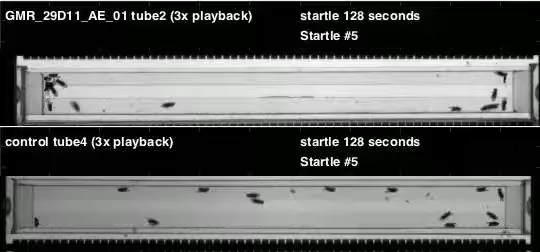 GMR_29D11_AE_01 tube2 (3x playback)
startle 128 seconds
Startle #5
control tube4 (3x playback)
startle 128 seconds
Startle #5